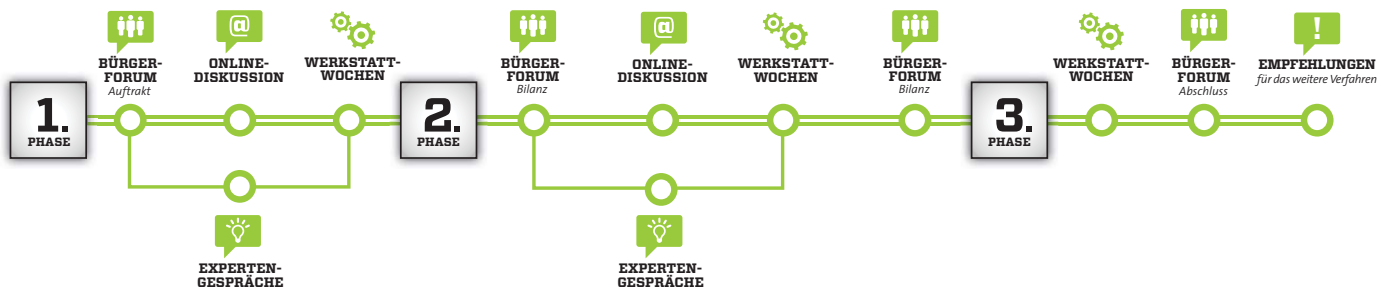 1.
PHASE
BÜRGER-
FORUM
Auftrakt
@
ONLINE-
DISKUSSION
WERKSTATT-
WOCHEN
EXPERTEN-
GESPRÄCHE
2.
PHASE
BÜRGER-
FORUM
Bilanz
@
ONLINE-
DISKUSSION
WERKSTATT-
WOCHEN
EXPERTEN-
GESPRÄCHE
BÜRGER-
FORUM
Bilanz
3.
PHASE
WERKSTATT-
WOCHEN
BÜRGER-
FORUM
Abschluss
!
EMPFEHLUNGEN
für das weitere Verfahren